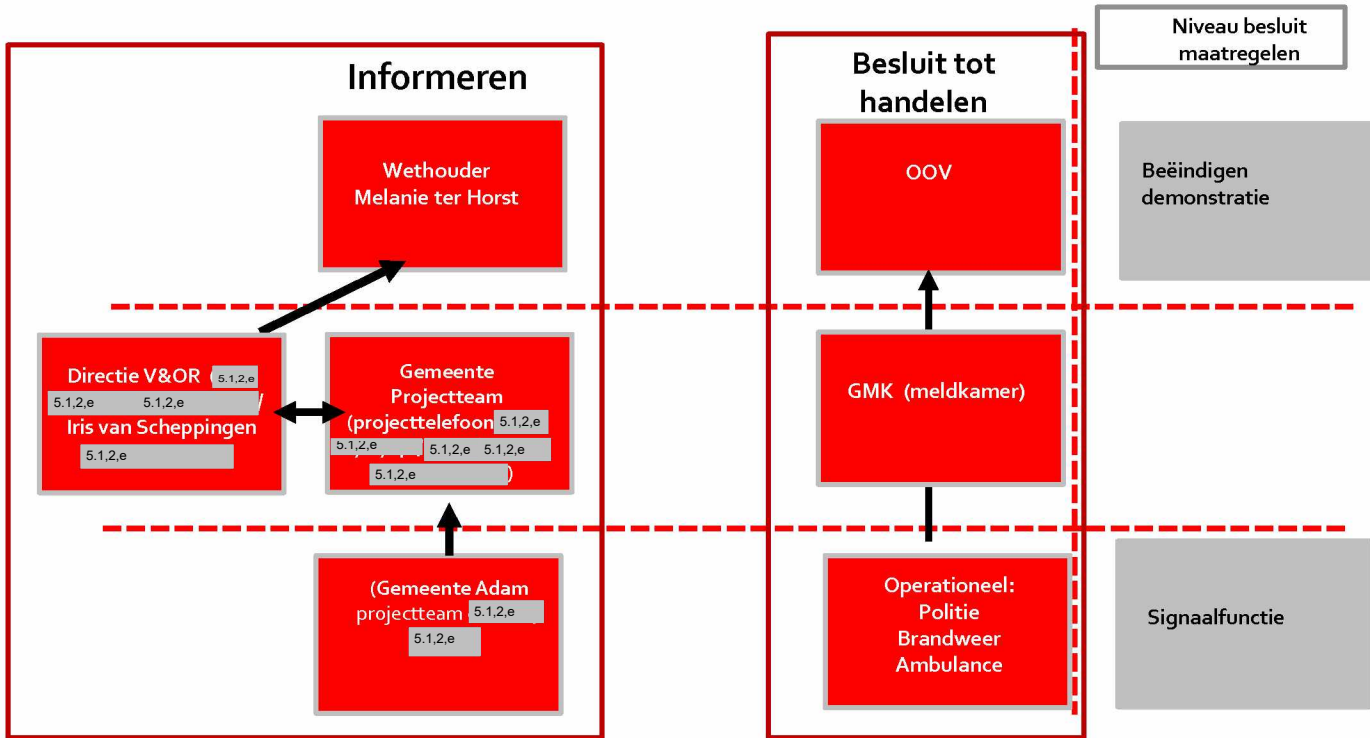 Niveau besluit
maatregelen
Informeren
Besluit tot
handelen
Wethouder
Melanie ter Horst
OOV
Beëindigen
demonstratie
Directie V&OR (5.1,2,e
5.1,2,e 5.1,2,e /
Iris van Scheppingen
5.1,2,e
Gemeente
Projectteam
(projecttelefoon 5.1,2,e
5.1,2,e 5.1,2,e 5.1,2,e
5.1,2,e )
GMK (meldkamer)
(Gemeente Adam
projectteam 5.1,2,e
5.1,2,e
Operationeel:
Politie
Brandweer
Ambulance
Signaalfunctie